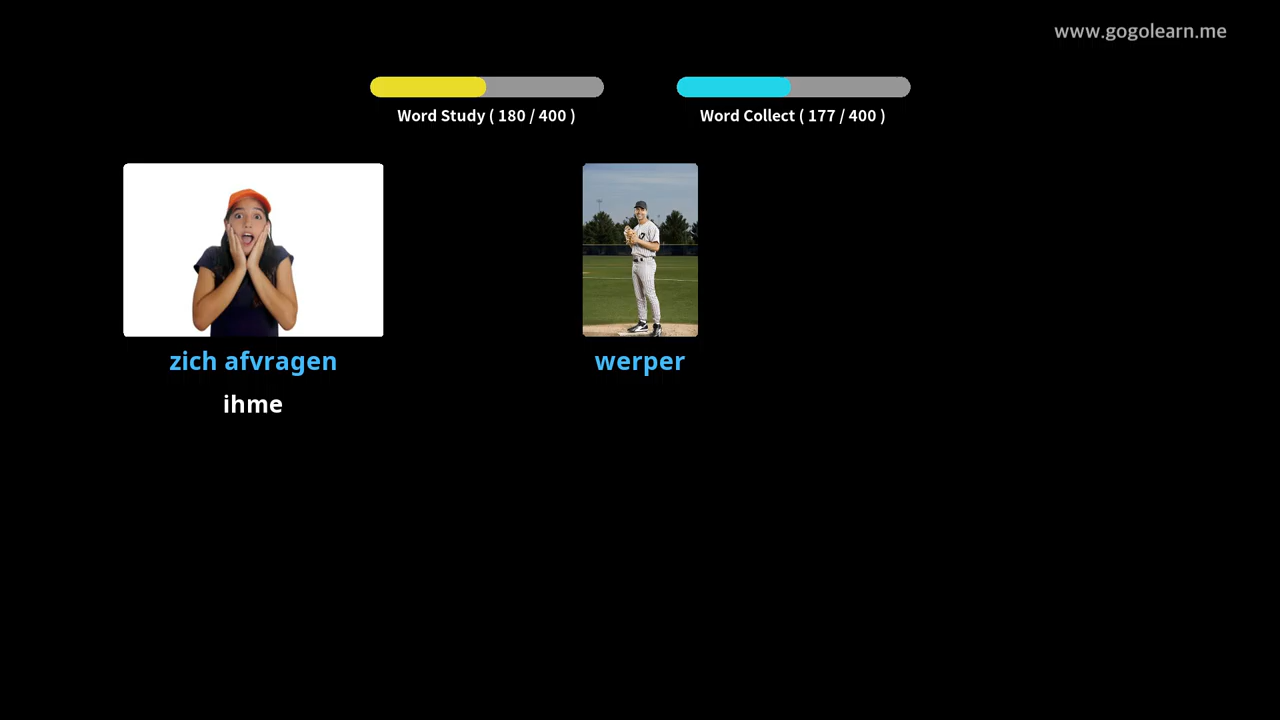 www.gogolearn.me
Word Study ( 180 / 400 )
Word Collect ( 177 / 400 )
zich afvragen
werper
ihme